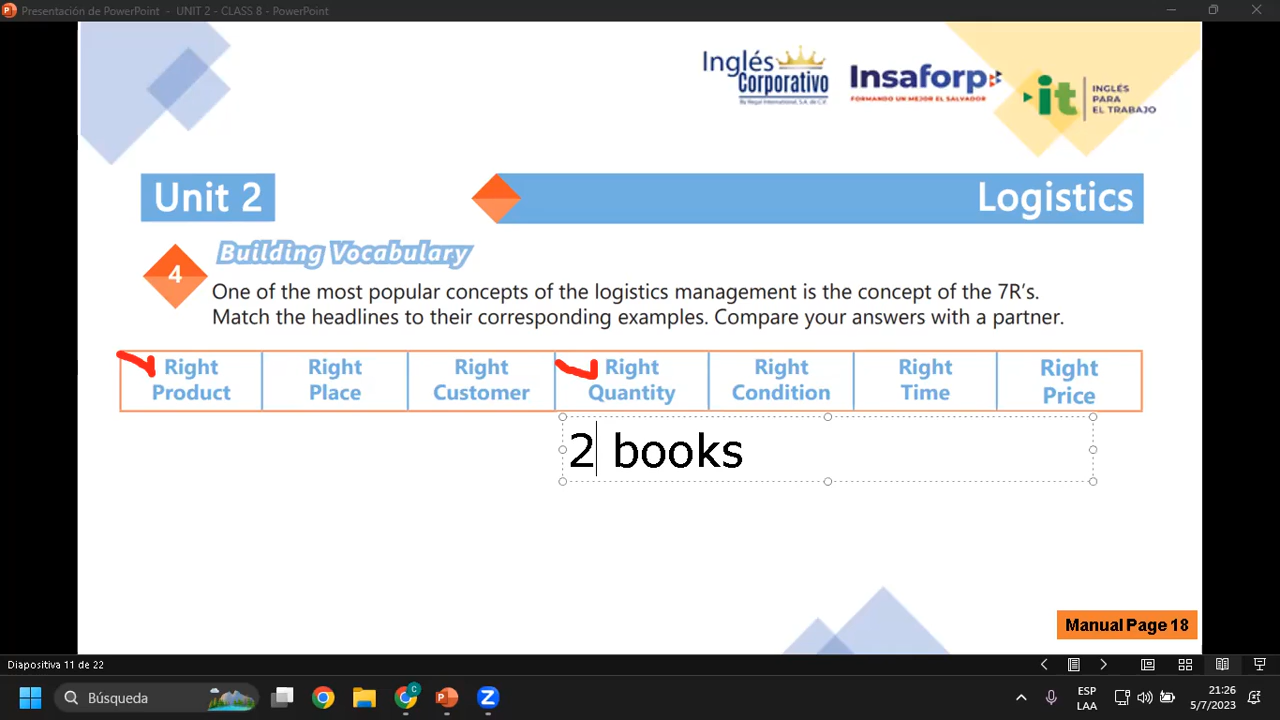 Presentación de PowerPoint - UNIT 2 - CLASS 8 - PowerPoint
Inglés
Corporativo
By Regal International, S.A. de C.V.
Insaforp
FORMANDO UN MEJOR EL SALVADOR
it
INGLÉS
PARA
EL TRABAJO
Unit 2
Logistics
4
Building Vocabulary
One of the most popular concepts of the logistics management is the concept of the 7R's.
Match the headlines to their corresponding examples. Compare your answers with a partner.
Right Product
Right Place
Right Customer
Right Quantity
Right Condition
Right Time
Right Price
2 books
Manual Page 18
Diapositiva 11 de 22
Búsqueda
C
Z
ESP
LAA
21:26
5/7/2023